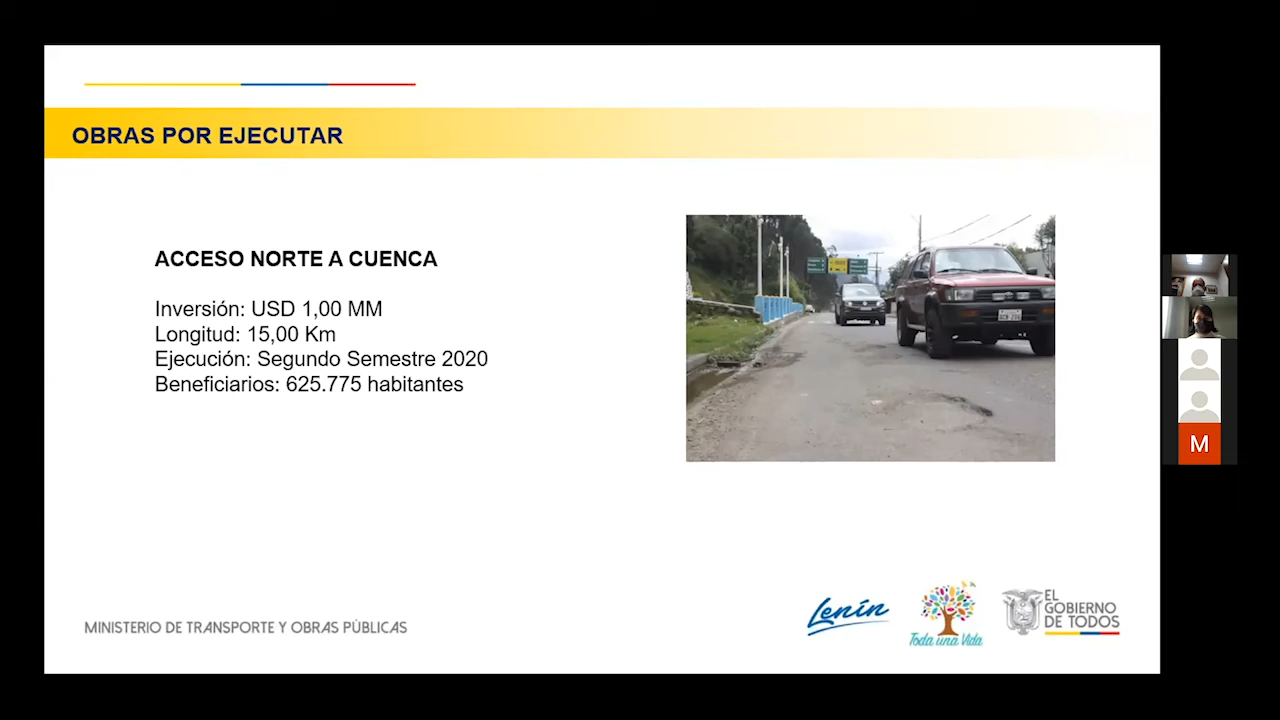 OBRAS POR EJECUTAR
ACCESO NORTE A CUENCA
Inversión: USD 1,00 MM
Longitud: 15,00 Km
Ejecución: Segundo Semestre 2020
Beneficiarios: 625.775 habitantes
MINISTERIO DE TRANSPORTE Y OBRAS PÚBLICAS
Lenín
Toda una Vida
EL
GOBIERNO
DE TODOS
M